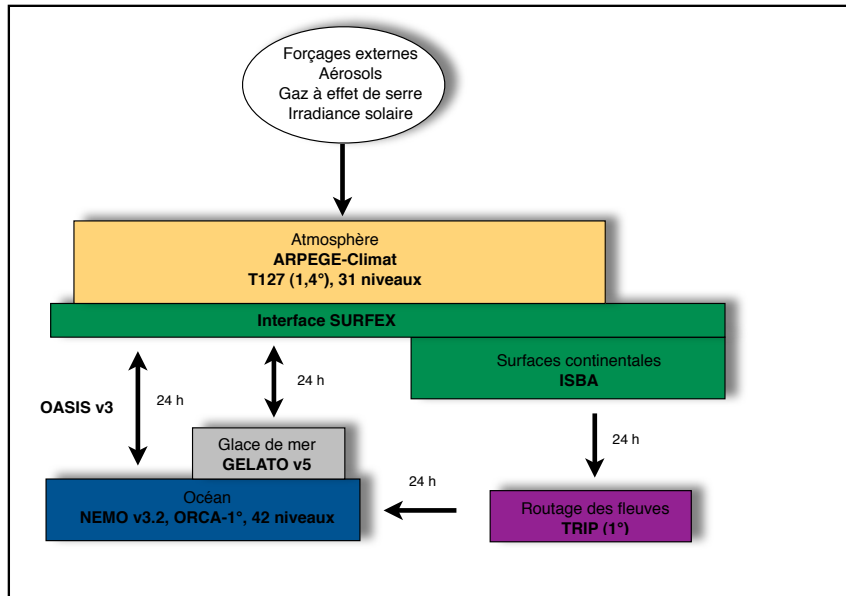 Forçages externes
Aérosols
Gaz à effet de serre
Irradiance solaire
Atmosphère
ARPEGE-Climat
T127 (1,4°), 31 niveaux
Interface SURFEX
Surfaces continentales
ISBA
24 h
24 h
OASIS v3
24 h
Glace de mer
GELATO v5
24 h
Océan
NEMO v3.2, ORCA-1°, 42 niveaux
Routage des fleuves
TRIP (1°)